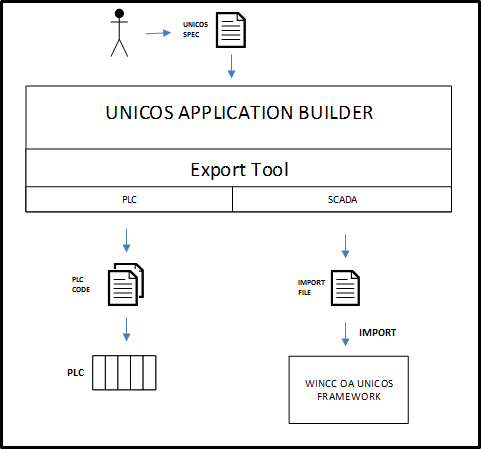 UNICOS
SPEC
UNICOS APPLICATION BUILDER
Export Tool
PLC
SCADA
PLC
CODE
IMPORT
FILE
IMPORT
PLC
WINCC OA UNICOS
FRAMEWORK